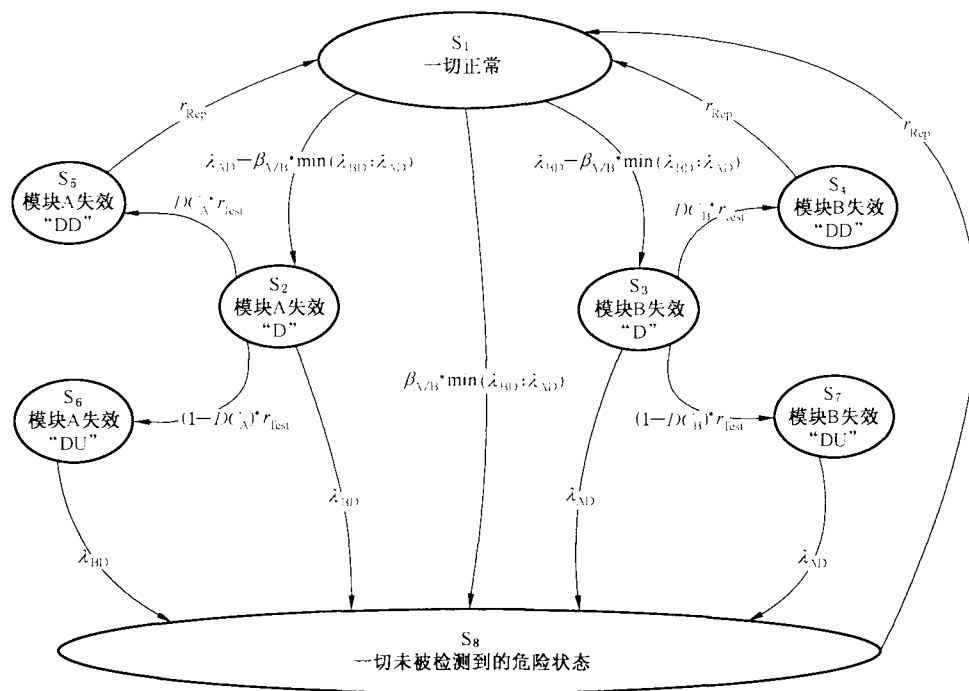 S₁
一切正常
r_Rep
r_Rep
r_Rep
λ_AD−β_A/B*min(λ_BD;λ_AD)
λ_BD−β_A/B*min(λ_BD;λ_AD)
S₅
模块A失效
“DD”
DC_A*r_Test
DC_B*r_Test
S₄
模块B失效
“DD”
S₂
模块A失效
“D”
S₃
模块B失效
“D”
β_A/B*min(λ_BD;λ_AD)
S₆
模块A失效
“DU”
(1−DC_A)*r_Test
(1−DC_B)*r_Test
S₇
模块B失效
“DU”
λ_BD
λ_AD
λ_BD
λ_AD
S₈
一切未被检测到的危险状态